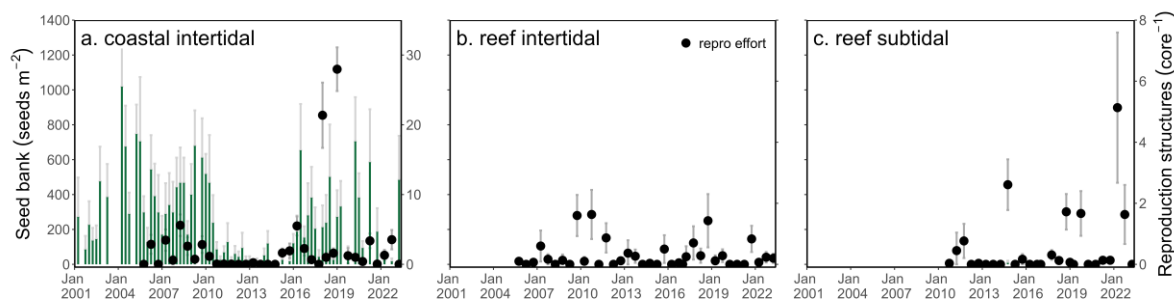 a. coastal intertidal
b. reef intertidal
repro effort
c. reef subtidal
Seed bank (seeds m⁻²)
1400
1200
1000
800
600
400
200
0
30
20
10
0
8
6
4
2
0
Reproduction structures (core⁻¹)
Jan 2001
2004
2007
2010
2013
2016
2019
2022
Jan
Jan
Jan
Jan
Jan
Jan
Jan
Jan 2001
Jan 2004
Jan 2007
Jan 2010
Jan 2013
Jan 2016
Jan 2019
Jan 2022
Jan 2001
Jan 2004
Jan 2007
Jan 2010
Jan 2013
Jan 2016
Jan 2019
Jan 2022